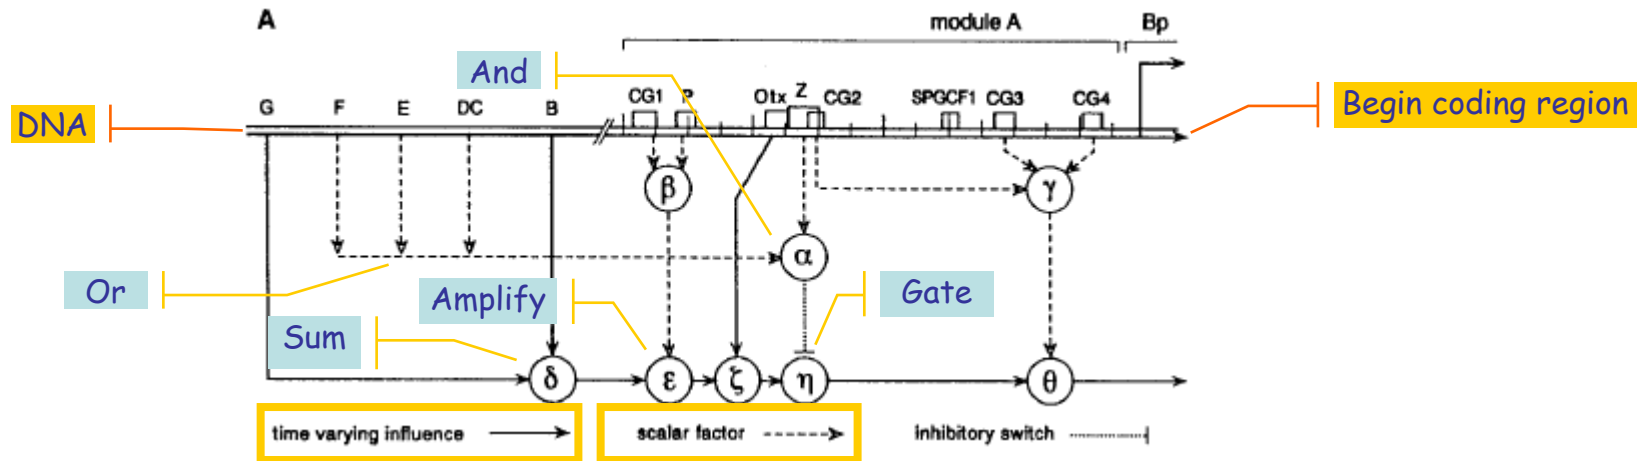 A
module A
Bp
And
CG1
P
Otx
Z
CG2
SPGCF1
CG3
CG4
Begin coding region
G
F
E
DC
B
DNA
β
γ
α
Or
Amplify
Gate
Sum
δ
ε
ζ
η
θ
time varying influence
scalar factor
inhibitory switch